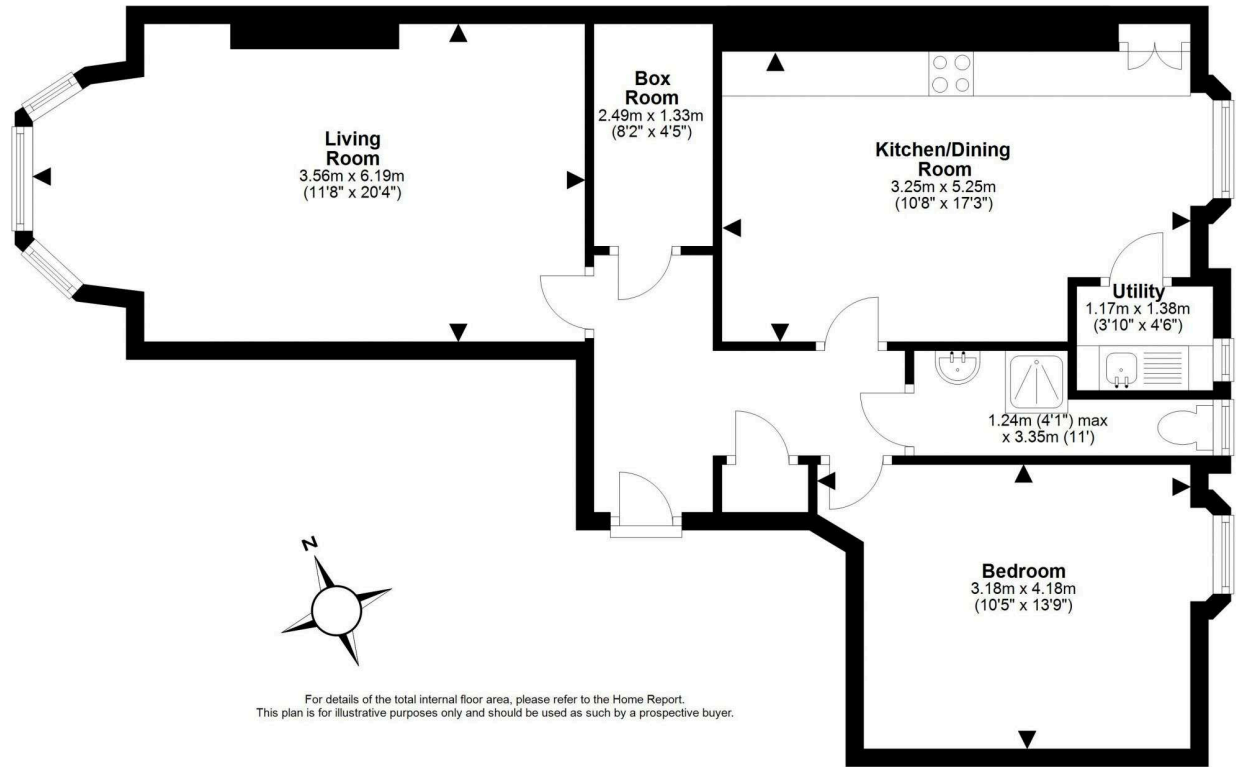 Living
Room
3.56m x 6.19m
(11'8" x 20'4")
Box
Room
2.49m x 1.33m
(8'2" x 4'5")
Kitchen/Dining
Room
3.25m x 5.25m
(10'8" x 17'3")
Utility
1.17m x 1.38m
(3'10" x 4'6")
1.24m (4'1") max
x 3.35m (11')
Bedroom
3.18m x 4.18m
(10'5" x 13'9")
N
For details of the total internal floor area, please refer to the Home Report.
This plan is for illustrative purposes only and should be used as such by a prospective buyer.